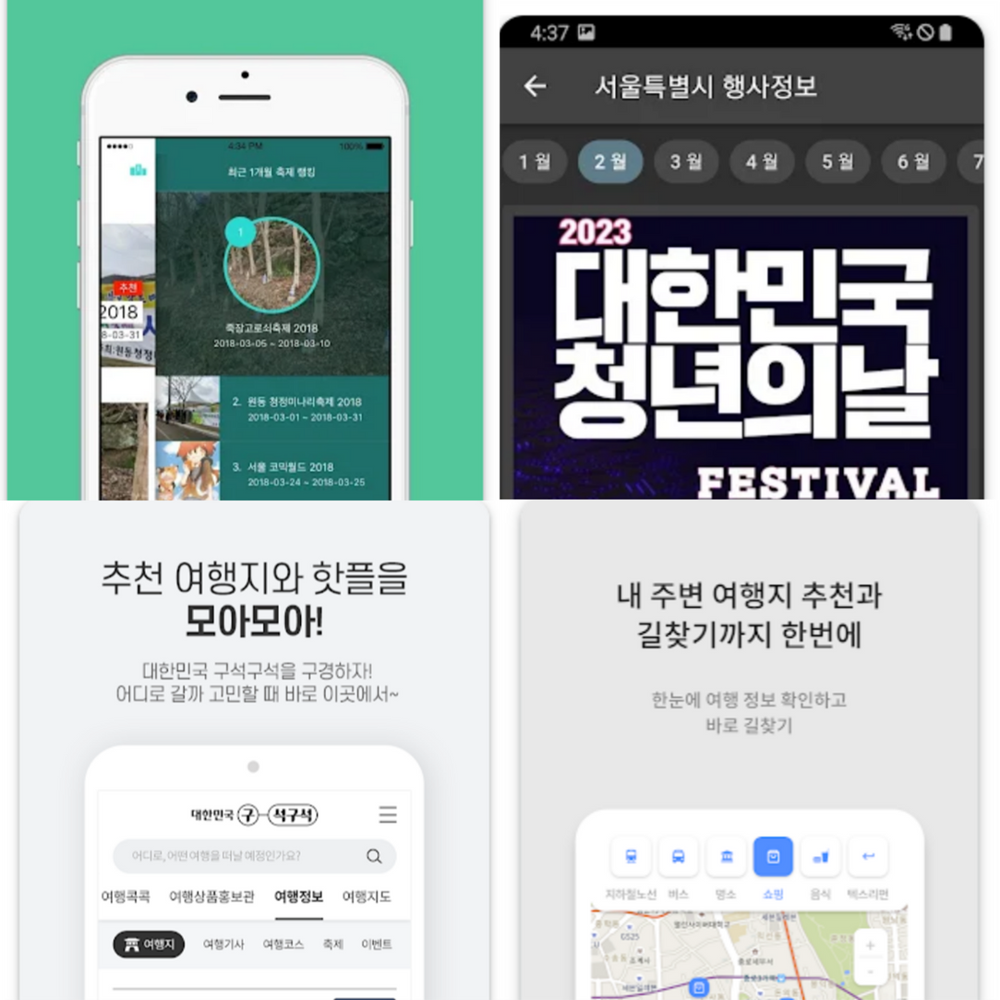 4:34 PM
100%
최근 1개월 축제 랭킹
1
죽장고로쇠축제 2018
2018-03-05 ~ 2018-03-10
추천
2018
8-03-31
2. 원동 청정미나리축제 2018
2018-03-01 ~ 2018-03-31
3. 서울 코믹월드 2018
2018-03-24 ~ 2018-03-25
4:37
서울특별시 행사정보
1 월
2 월
3 월
4 월
5 월
6 월
7
2023
대한민국
청년의날
FESTIVAL
추천 여행지와 핫플을
모아모아!
대한민국 구석구석을 구경하자!
어디로 갈까 고민할 때 바로 이곳에서~
대한민국 구석구석
어디로, 어떤 여행을 떠날 예정인가요?
여행콕콕 여행상품홍보관 여행정보 여행지도
여행지 여행기사 여행코스 축제 이벤트
내 주변 여행지 추천과
길찾기까지 한번에
한눈에 여행 정보 확인하고
바로 길찾기
지하철노선 버스 명소 쇼핑 음식 텍스리펀
GS25
종로세무서
종로3가